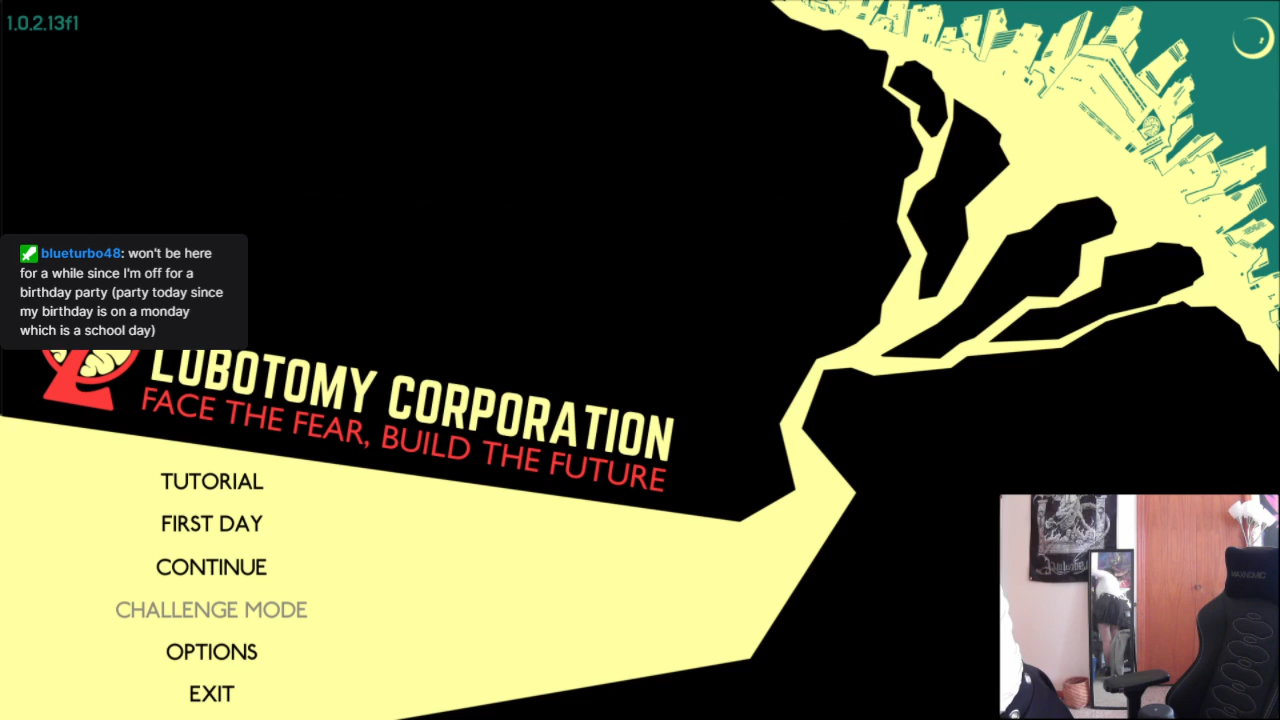 1.0.2.13f1
blueturbo48: won't be here
for a while since I'm off for a
birthday party (party today since
my birthday is on a monday
which is a school day)
LOBOTOMY CORPORATION
FACE THE FEAR, BUILD THE FUTURE
TUTORIAL
FIRST DAY
CONTINUE
CHALLENGE MODE
OPTIONS
EXIT
MAXNOMIC